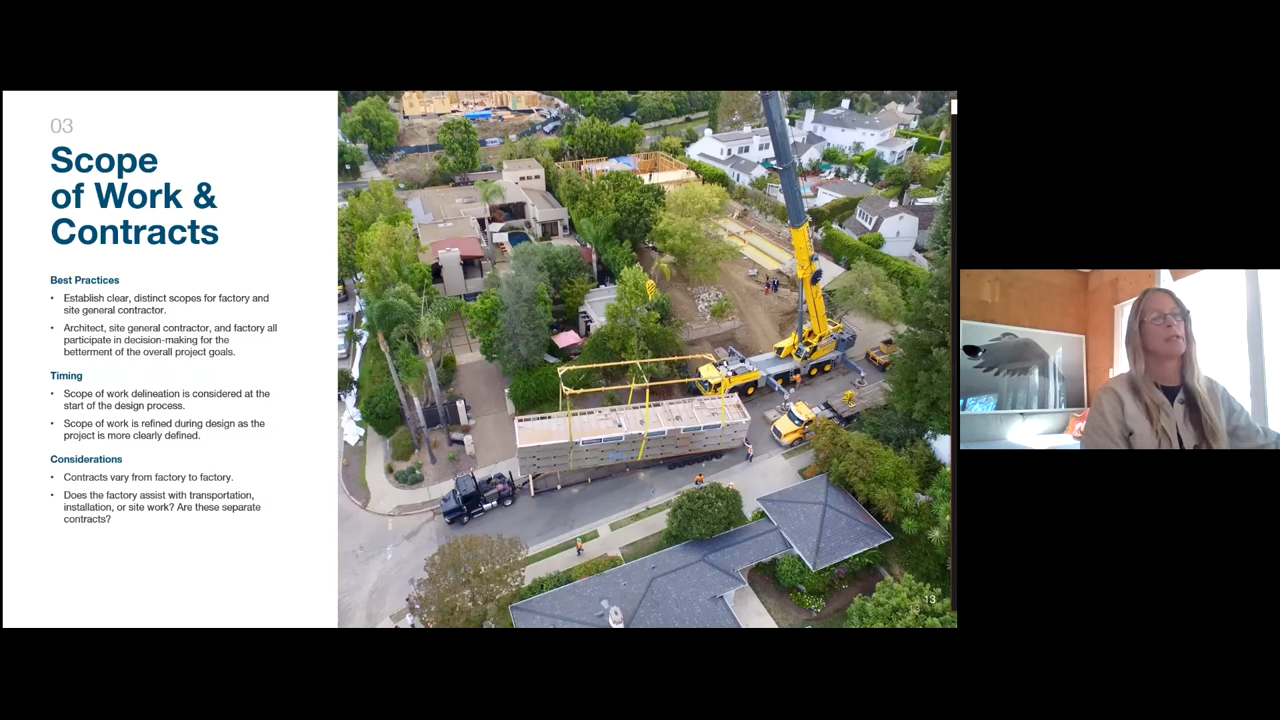 03
Scope
of Work &
Contracts
Best Practices
• Establish clear, distinct scopes for factory and
site general contractor.
• Architect, site general contractor, and factory all
participate in decision-making for the
betterment of the overall project goals.
Timing
• Scope of work delineation is considered at the
start of the design process.
• Scope of work is refined during design as the
project is more clearly defined.
Considerations
• Contracts vary from factory to factory.
• Does the factory assist with transportation,
installation, or site work? Are these separate
contracts?
13